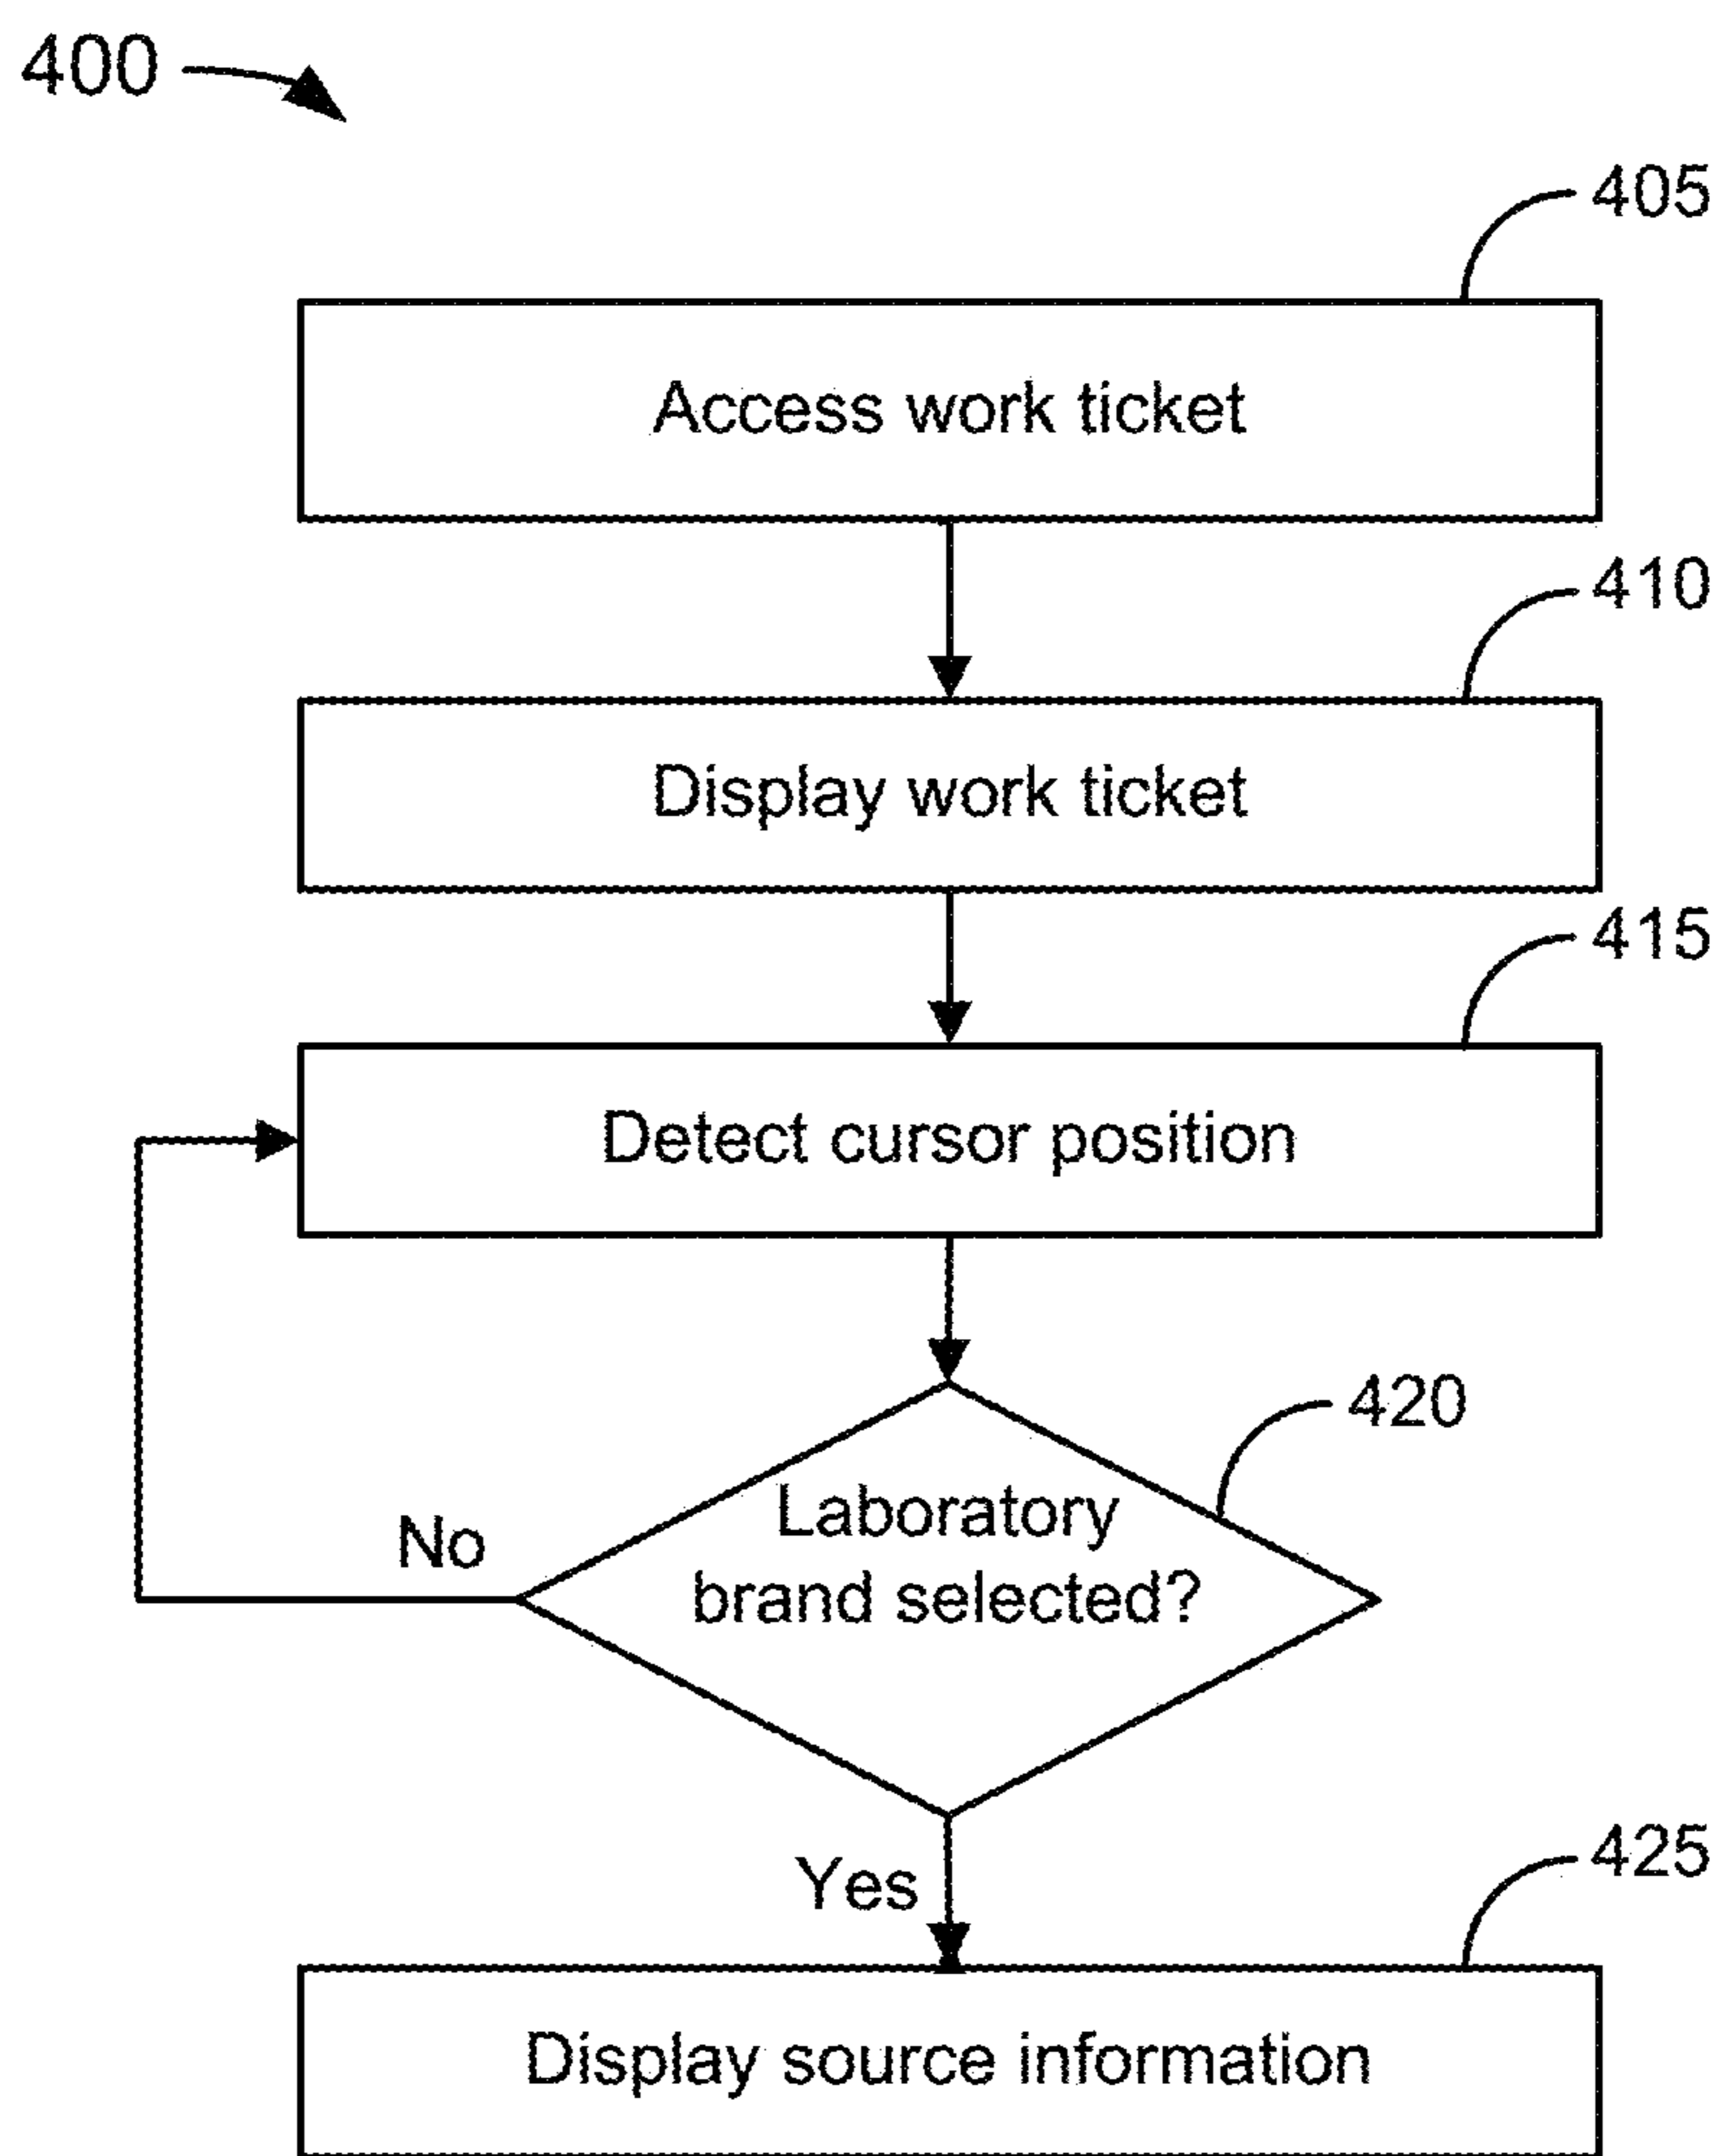 400
405
Access work ticket
410
Display work ticket
415
Detect cursor position
420
Laboratory
brand selected?
No
Yes
425
Display source information